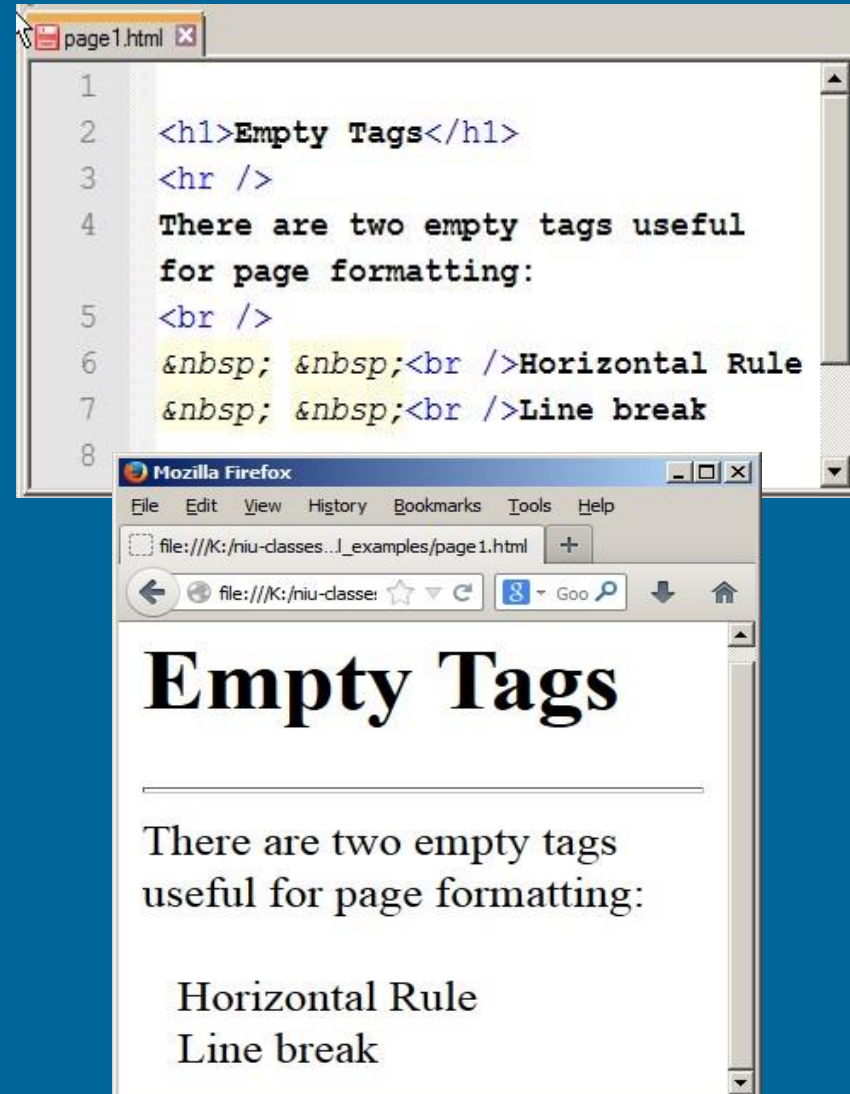 page1.html
1
2 <h1>Empty Tags</h1>
3 <hr />
4 There are two empty tags useful
for page formatting:
5 <br />
6 &nbsp; &nbsp;<br />Horizontal Rule
7 &nbsp; &nbsp;<br />Line break
8
Mozilla Firefox
File Edit View History Bookmarks Tools Help
file:///K:/niu-classes...l_examples/page1.html +
file:///K:/niu-classe: 8 Goo
Empty Tags
There are two empty tags
useful for page formatting:
Horizontal Rule
Line break